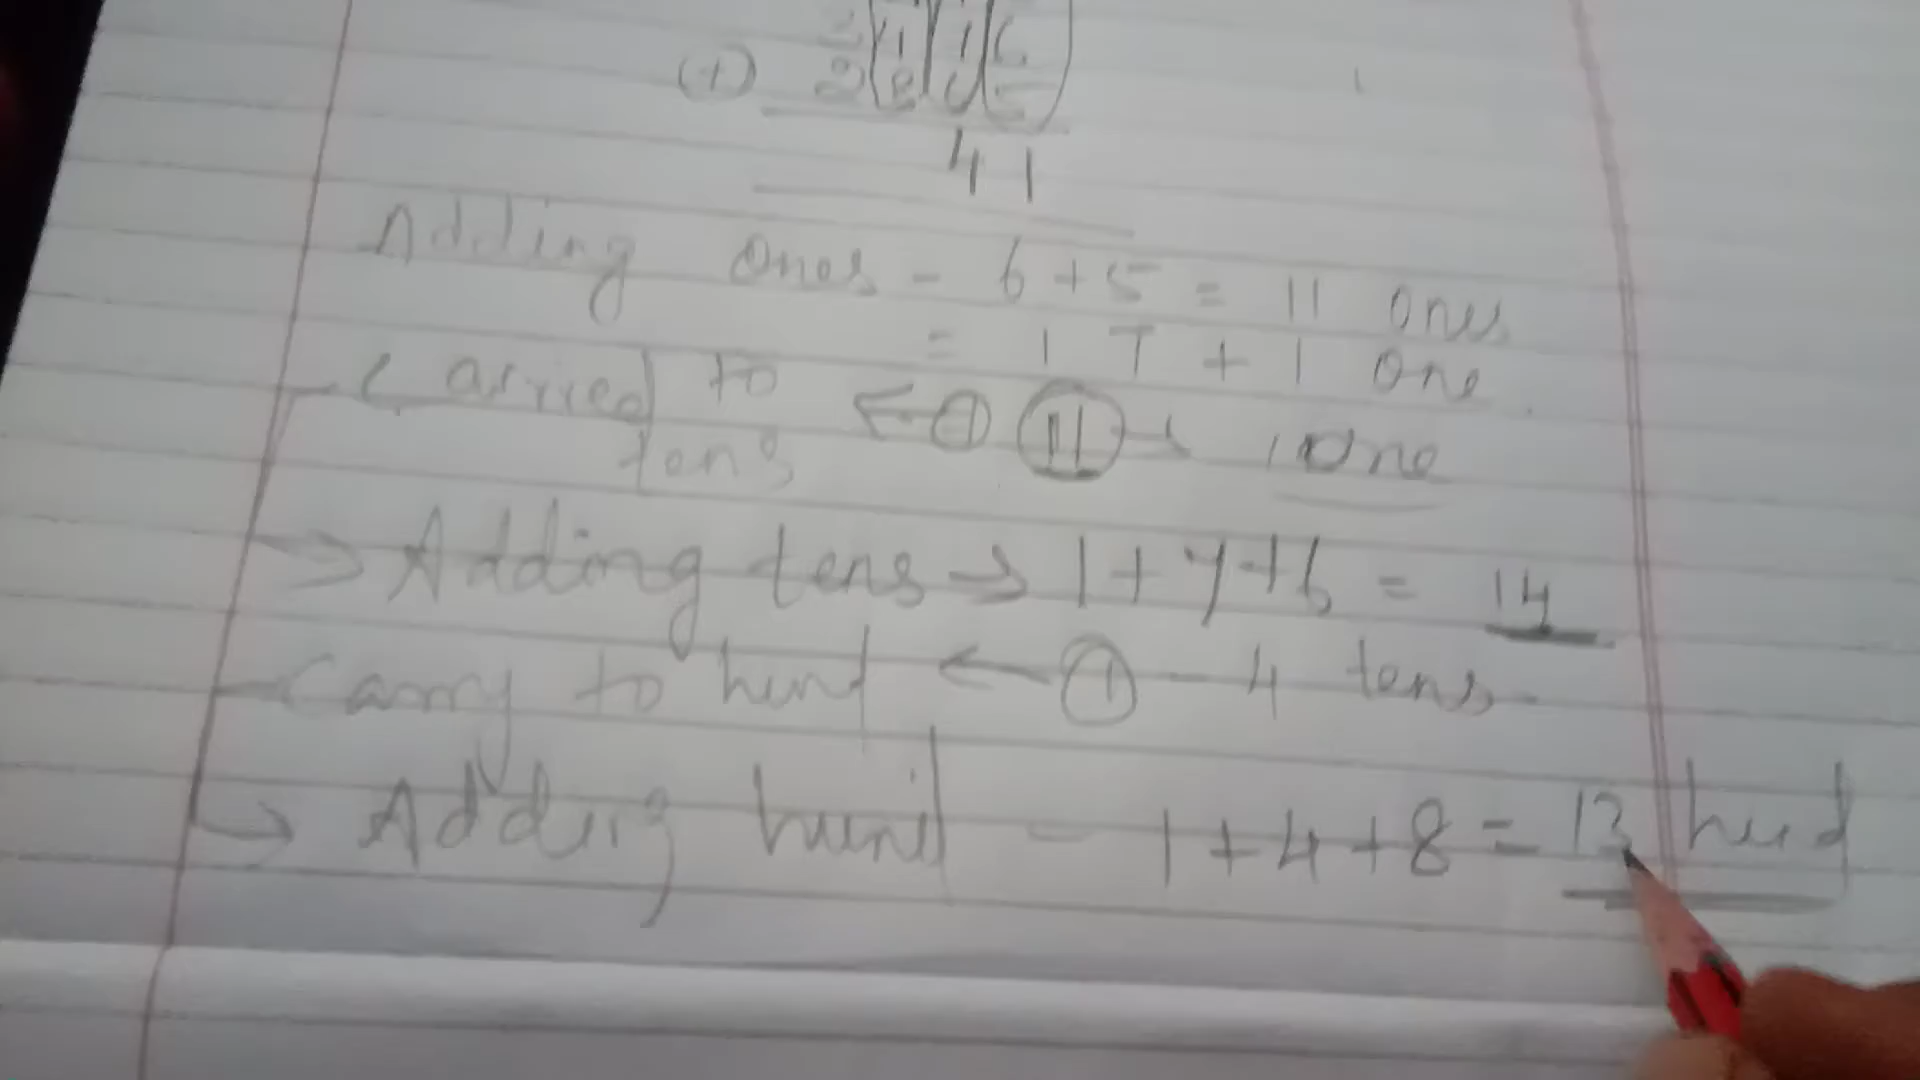 (+)
41
Adding ones - 6+5 = 11 ones
= 1 T + 1 one
Carried to ← 1 11 - 1 one
tens
→ Adding tens → 1+7+6 = 14
Carry to hund ← 1 - 4 tens
→ Adding hund - 1+4+8 = 13 hund